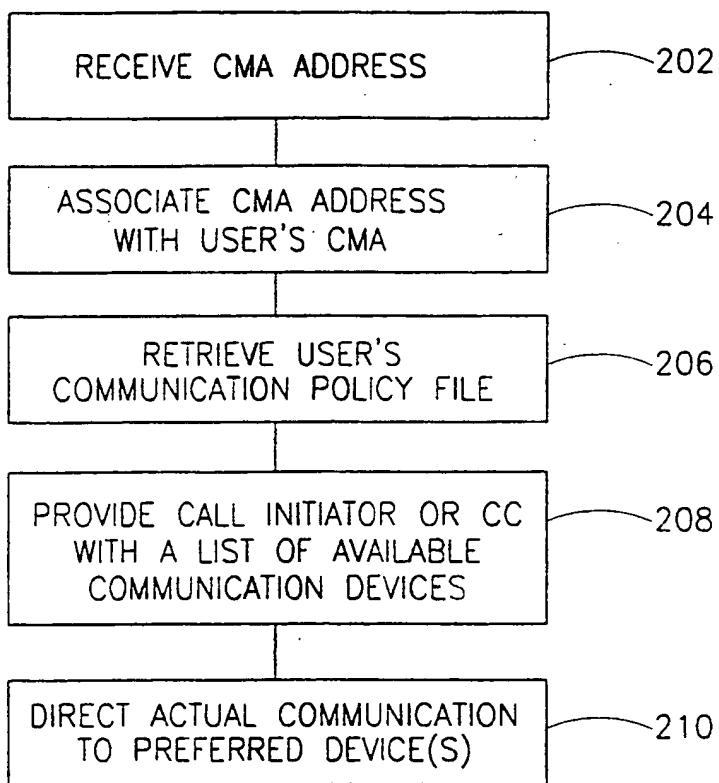 RECEIVE CMA ADDRESS
202
ASSOCIATE CMA ADDRESS
WITH USER'S CMA
204
RETRIEVE USER'S
COMMUNICATION POLICY FILE
206
PROVIDE CALL INITIATOR OR CC
WITH A LIST OF AVAILABLE
COMMUNICATION DEVICES
208
DIRECT ACTUAL COMMUNICATION
TO PREFERRED DEVICE(S)
210